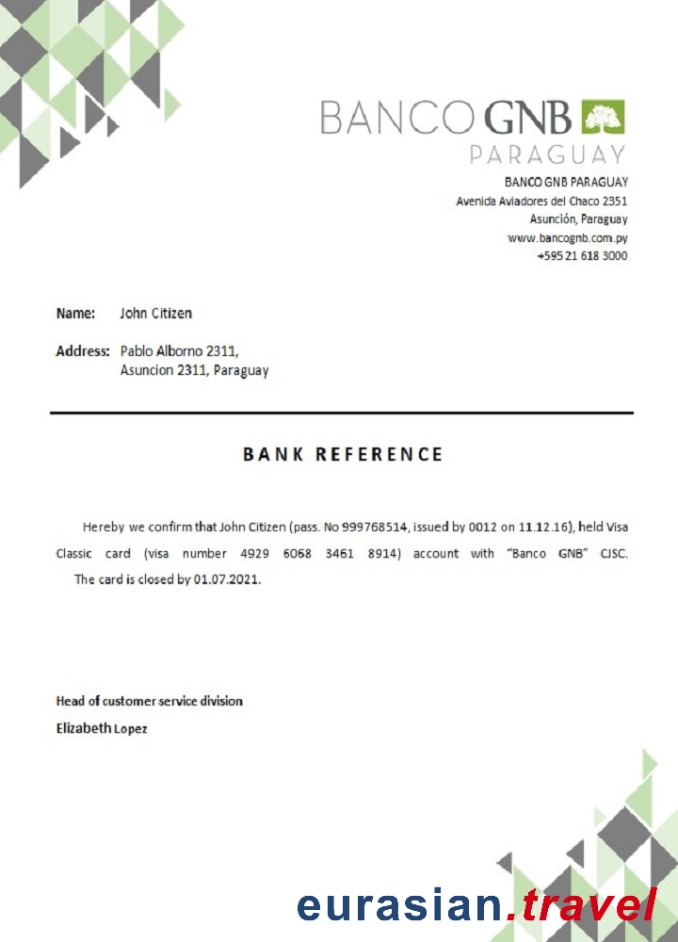 BANCO GNB
PARAGUAY
BANCO GNB PARAGUAY
Avenida Aviadores del Chaco 2351
Asunción, Paraguay
www.bancognb.com.py
+595 21 618 3000
Name: John Citizen
Address: Pablo Alborno 2311,
Asuncion 2311, Paraguay
BANK REFERENCE
Hereby we confirm that John Citizen (pass. No 999768514, issued by 0012 on 11.12.16), held Visa
Classic card (visa number 4929 6068 3461 8914) account with “Banco GNB” CJSC.
The card is closed by 01.07.2021.
Head of customer service division
Elizabeth Lopez
eurasian.travel